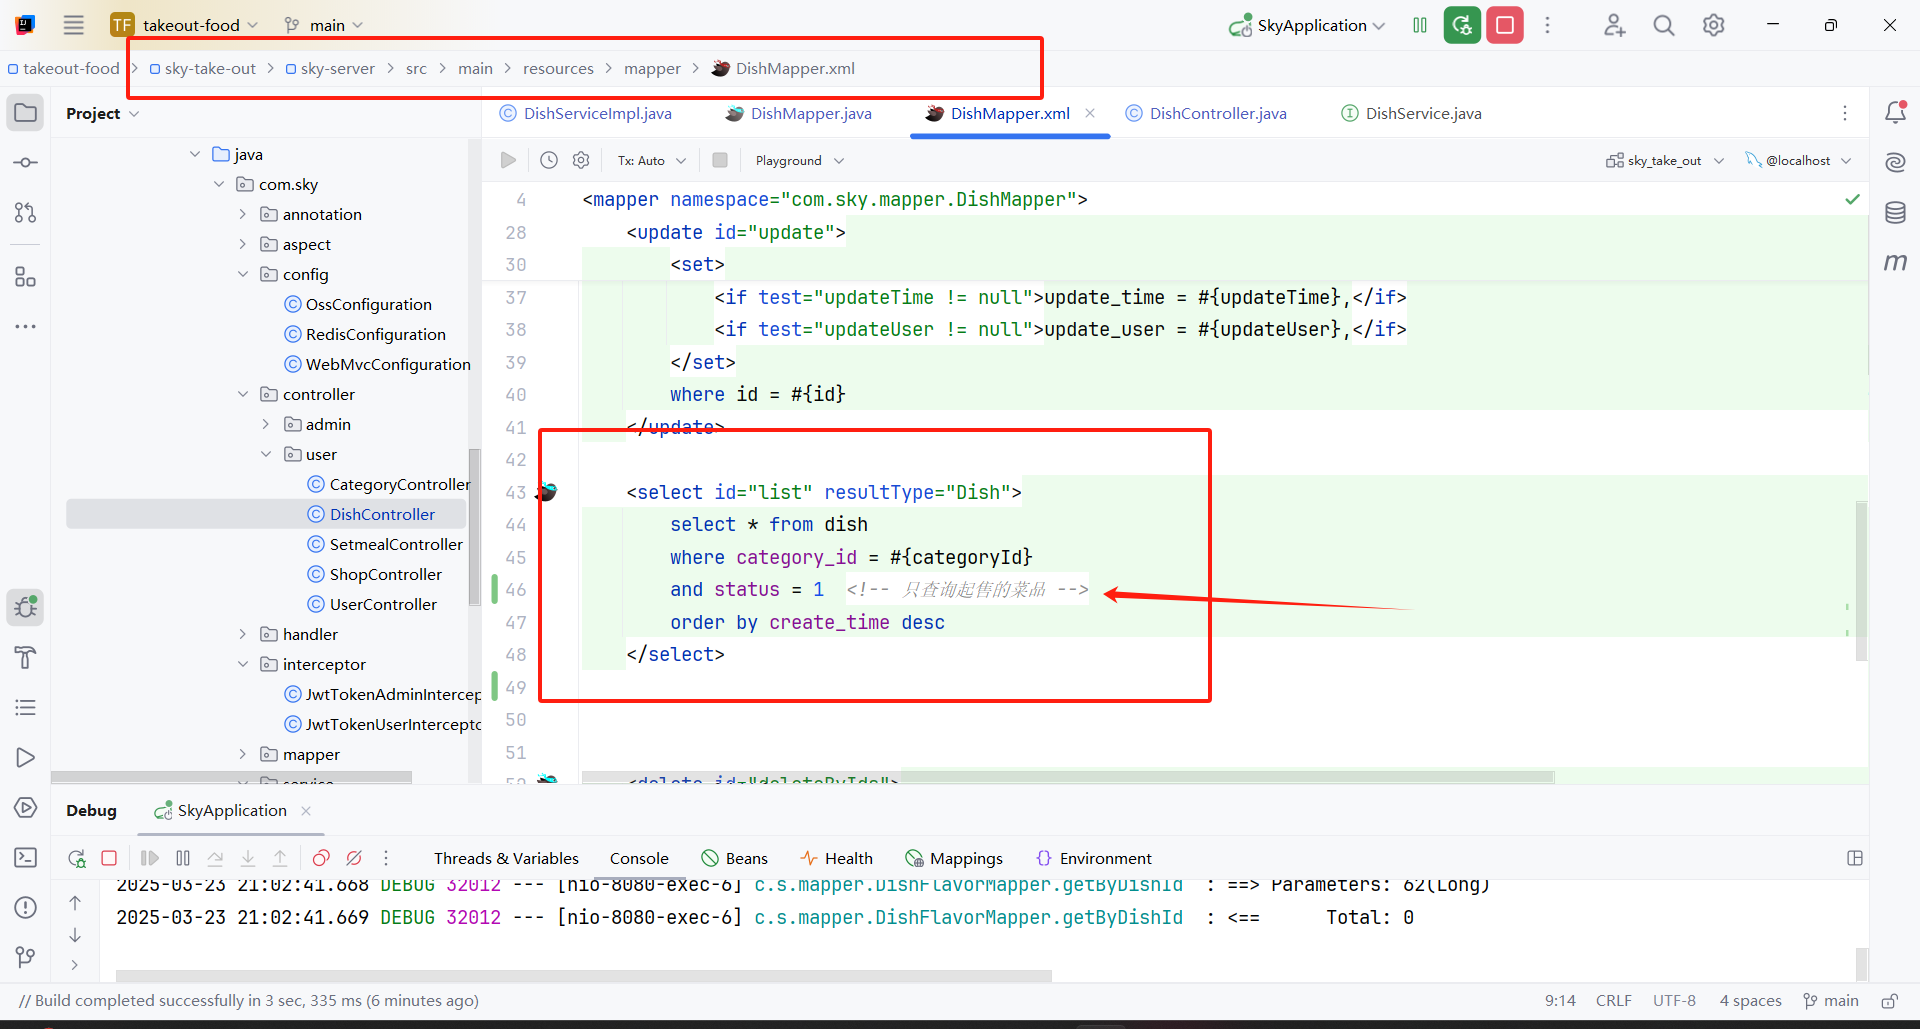 TF takeout-food main SkyApplication
takeout-food sky-take-out sky-server src main resources mapper DishMapper.xml
Project
DishServiceImpl.java DishMapper.java DishMapper.xml DishController.java DishService.java
Tx: Auto Playground sky_take_out @localhost
java
com.sky
annotation
aspect
config
OssConfiguration
RedisConfiguration
WebMvcConfiguration
controller
admin
user
CategoryController
DishController
SetmealController
ShopController
UserController
handler
interceptor
JwtTokenAdminIntercep
JwtTokenUserIntercepto
mapper
service
4 <mapper namespace="com.sky.mapper.DishMapper">
28 <update id="update">
30 <set>
37 <if test="updateTime != null">update_time = #{updateTime},</if>
38 <if test="updateUser != null">update_user = #{updateUser},</if>
39 </set>
40 where id = #{id}
41 </update>
42
43 <select id="list" resultType="Dish">
44 select * from dish
45 where category_id = #{categoryId}
46 and status = 1 <!-- 只查询起售的菜品 -->
47 order by create_time desc
48 </select>
49
50
51
52 <delete id="deleteByIds">
Debug SkyApplication
Threads & Variables Console Beans Health Mappings Environment
2025-03-23 21:02:41.668 DEBUG 32012 --- [nio-8080-exec-6] c.s.mapper.DishFlavorMapper.getByDishId : ==> Parameters: 62(Long)
2025-03-23 21:02:41.669 DEBUG 32012 --- [nio-8080-exec-6] c.s.mapper.DishFlavorMapper.getByDishId : <== Total: 0
// Build completed successfully in 3 sec, 335 ms (6 minutes ago) 9:14 CRLF UTF-8 4 spaces main